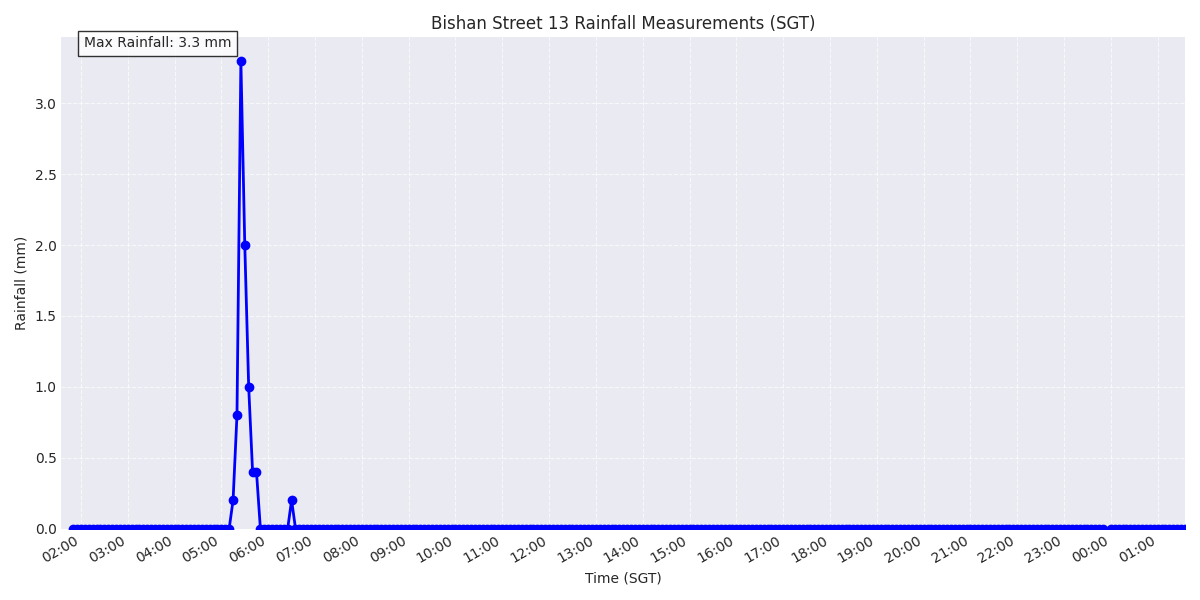 Bishan Street 13 Rainfall Measurements (SGT)
Max Rainfall: 3.3 mm
Rainfall (mm)
3.0
2.5
2.0
1.5
1.0
0.5
0.0
02:00 03:00 04:00 05:00 06:00 07:00 08:00 09:00 10:00 11:00 12:00 13:00 14:00 15:00 16:00 17:00 18:00 19:00 20:00 21:00 22:00 23:00 00:00 01:00
Time (SGT)